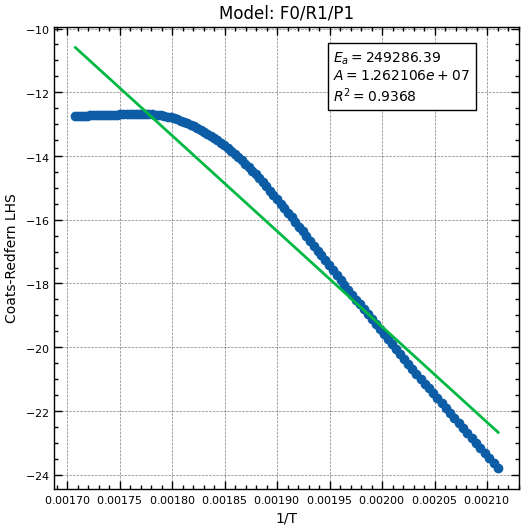 Model: F0/R1/P1
−10
−12
−14
−16
−18
−20
−22
−24
Coats-Redfern LHS
E_a = 249286.39
A = 1.262106e + 07
R² = 0.9368
0.00170 0.00175 0.00180 0.00185 0.00190 0.00195 0.00200 0.00205 0.00210
1/T